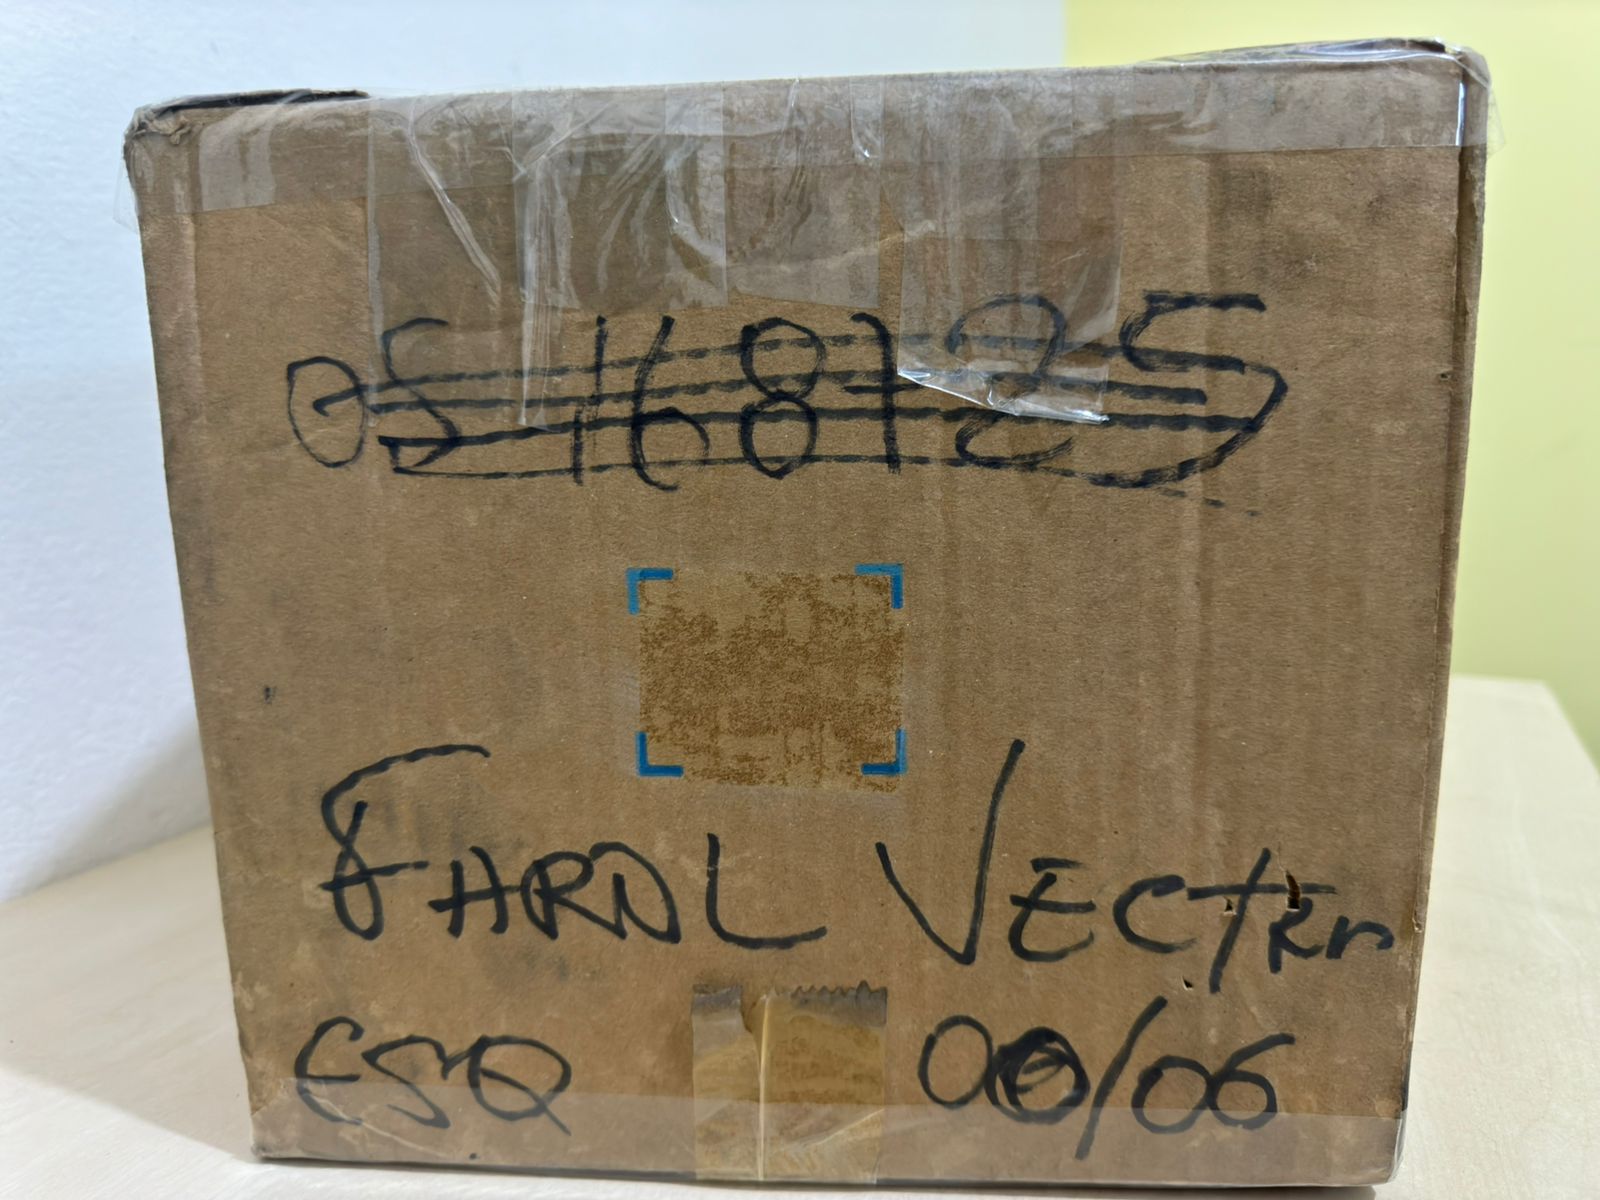 OS 168725
FAROL VECTRA
ESQ 00/06